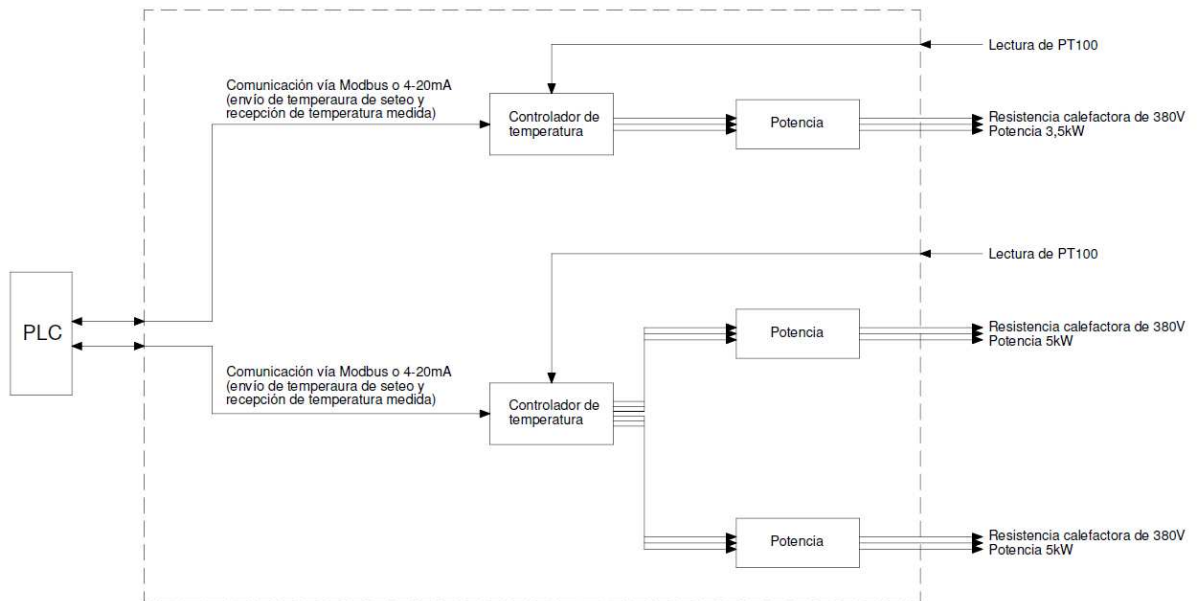 Lectura de PT100
Comunicación vía Modbus o 4-20mA
(envío de temperaura de seteo y
recepción de temperatura medida)
Controlador de
temperatura
Potencia
Resistencia calefactora de 380V
Potencia 3,5kW
Lectura de PT100
PLC
Potencia
Resistencia calefactora de 380V
Potencia 5kW
Comunicación vía Modbus o 4-20mA
(envío de temperaura de seteo y
recepción de temperatura medida)
Controlador de
temperatura
Potencia
Resistencia calefactora de 380V
Potencia 5kW